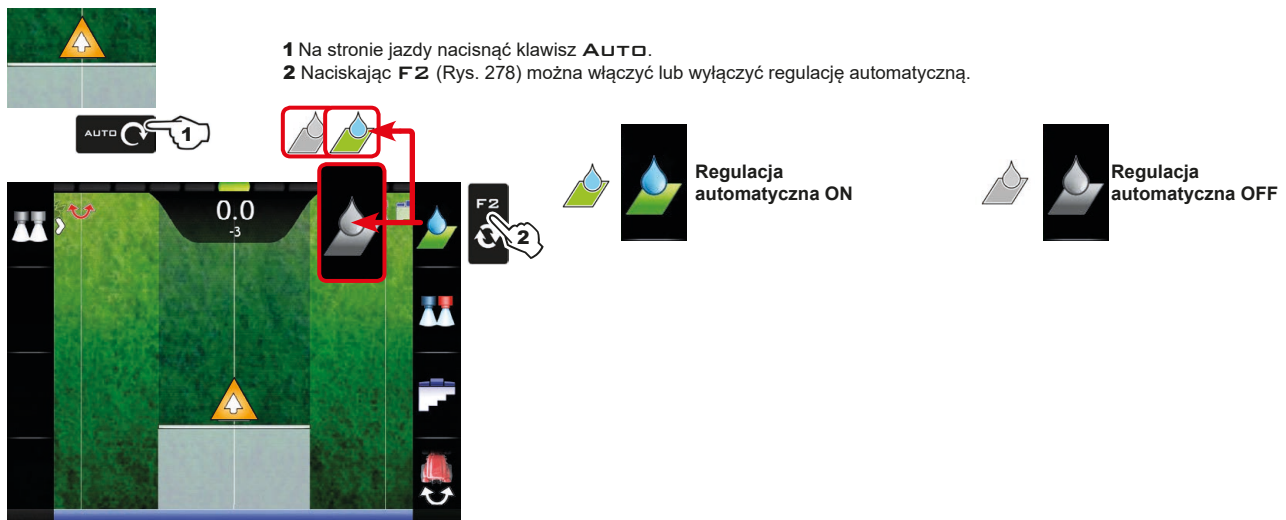 1 Na stronie jazdy nacisnąć klawisz AUTO.
2 Naciskając F2 (Rys. 278) można włączyć lub wyłączyć regulację automatyczną.
AUTO
1
0.0
-3
F2
2
Regulacja
automatyczna ON
Regulacja
automatyczna OFF